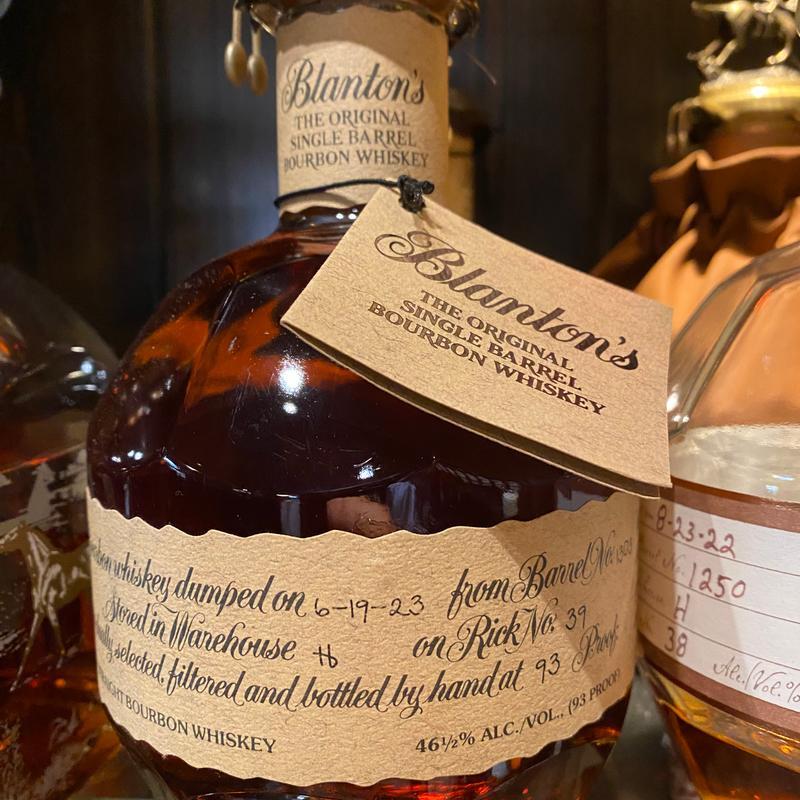 Blanton's
THE ORIGINAL
SINGLE BARREL
BOURBON WHISKEY
Blanton's
THE ORIGINAL
SINGLE BARREL
BOURBON WHISKEY
whiskey dumped on 6-19-23 from Barrel No.
Stored in Warehouse H on Rick No. 39
selected, filtered and bottled by hand at 93 Proof
BOURBON WHISKEY 46½% ALC./VOL., (93 PROOF)
8-23-22
1250
H
38
Alc./Vol.%